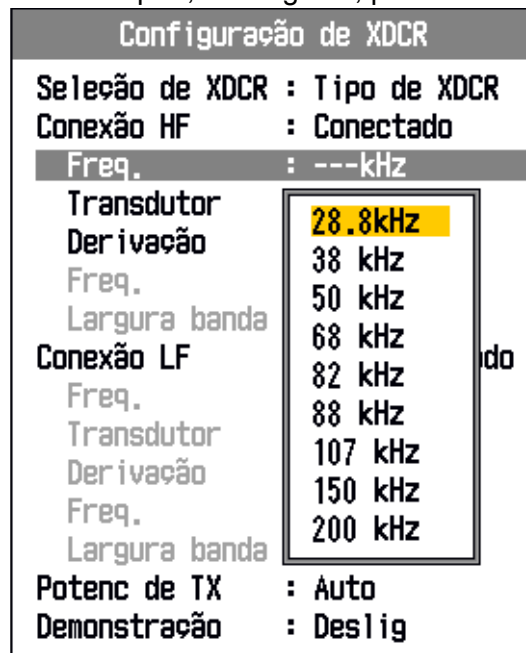 Configuração de XDCR
Seleção de XDCR : Tipo de XDCR
Conexão HF : Conectado
Freq. : ---kHz
Transdutor
Derivação
Freq.
Largura banda
Conexão LF
Freq.
Transdutor
Derivação
Freq.
Largura banda
28.8kHz
38 kHz
50 kHz
68 kHz
82 kHz
88 kHz
107 kHz
150 kHz
200 kHz
Potenc de TX : Auto
Demonstração : Deslig